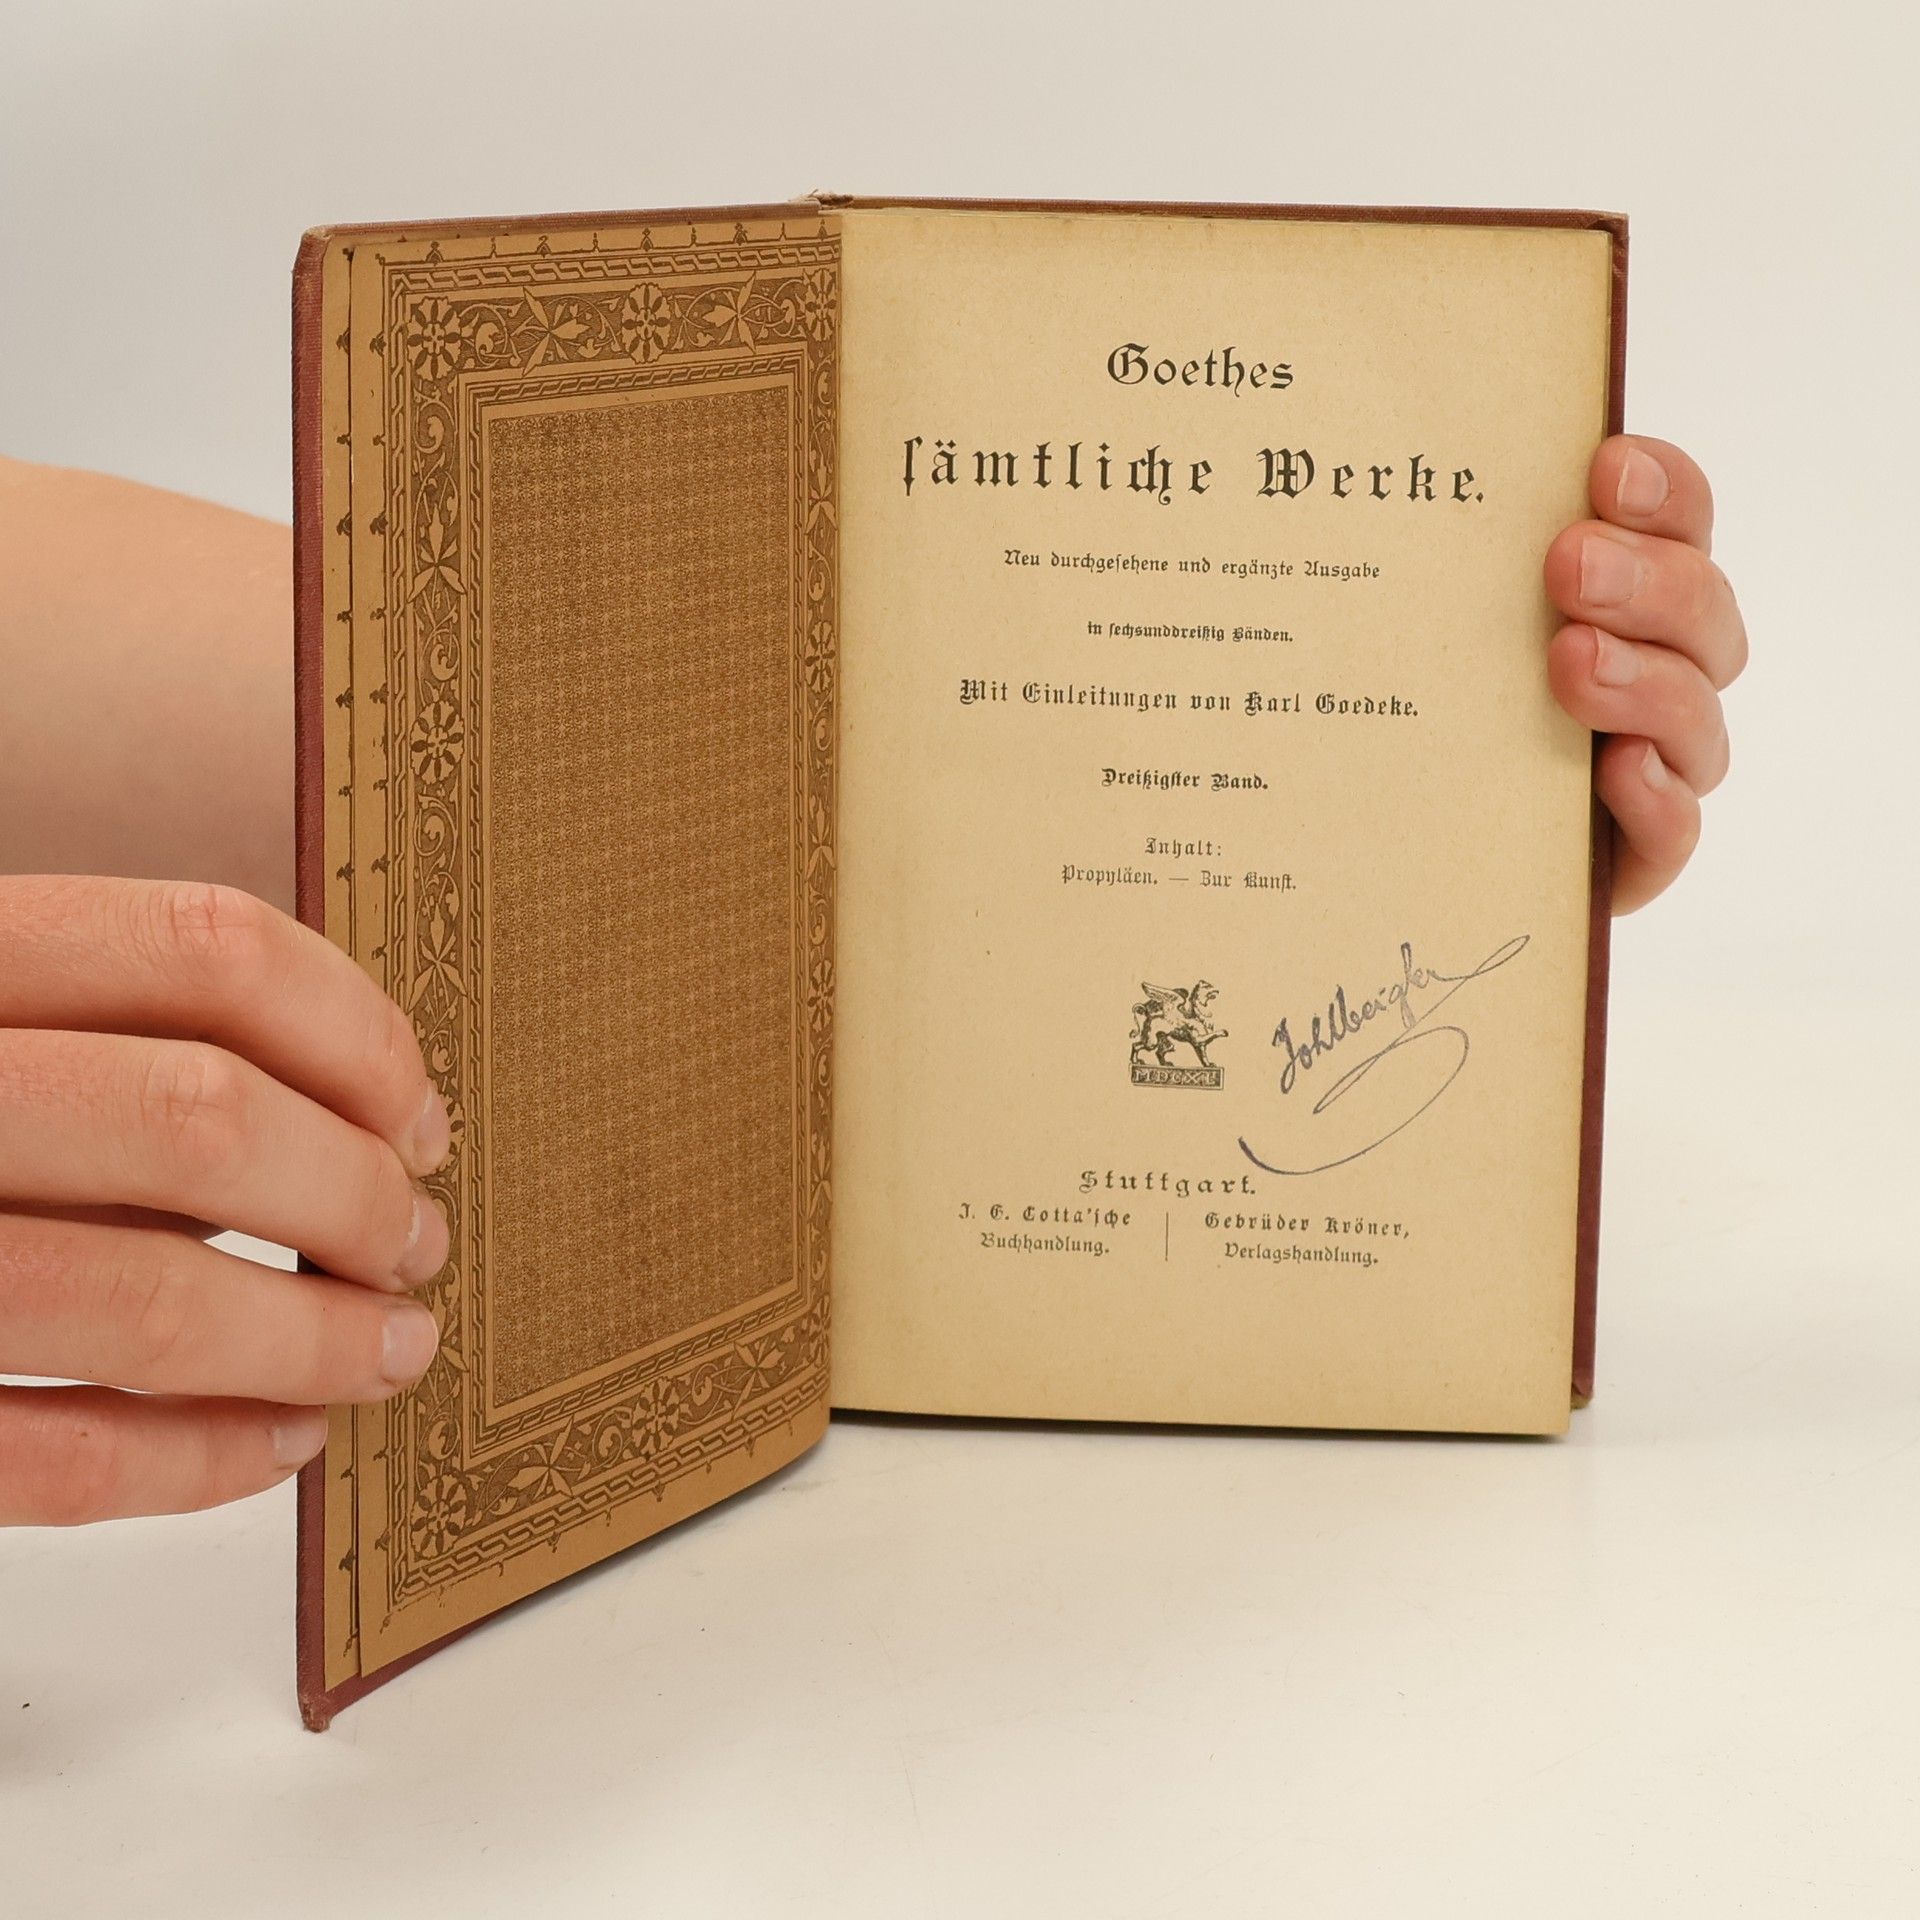 Goethes
ſämtliche Werke.
Neu durchgeſehene und ergänzte Ausgabe
in ſechsunddreißig Bänden.
Mit Einleitungen von Karl Goedeke.
Dreißigſter Band.
Inhalt:
Propyläen. — Zur Kunſt.
MDCXL
Stuttgart.
J. G. Cotta'ſche
Buchhandlung.
Gebrüder Kröner,
Verlagshandlung.